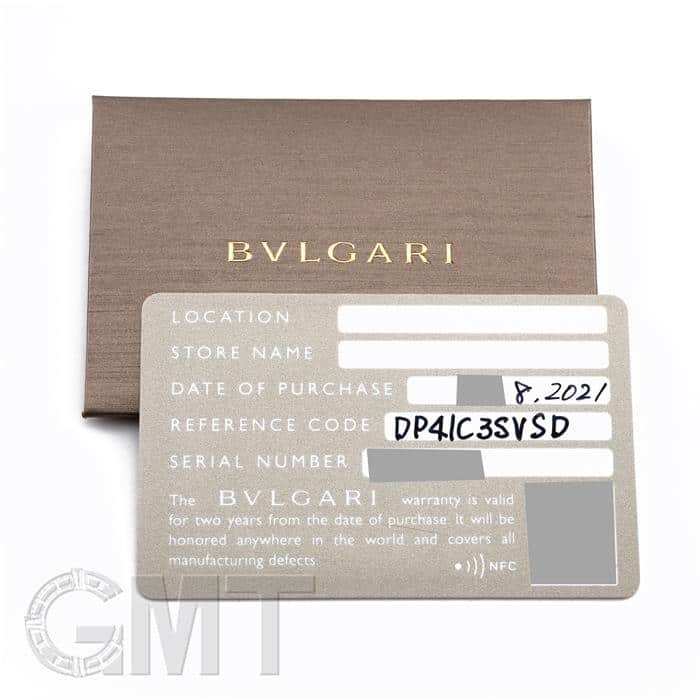 BVLGARI
LOCATION
STORE NAME
DATE OF PURCHASE 8, 2021
REFERENCE CODE DP41C3SVSD
SERIAL NUMBER
The BVLGARI warranty is valid
for two years from the date of purchase. It will be
honored anywhere in the world and covers all
manufacturing defects.
NFC
GMT